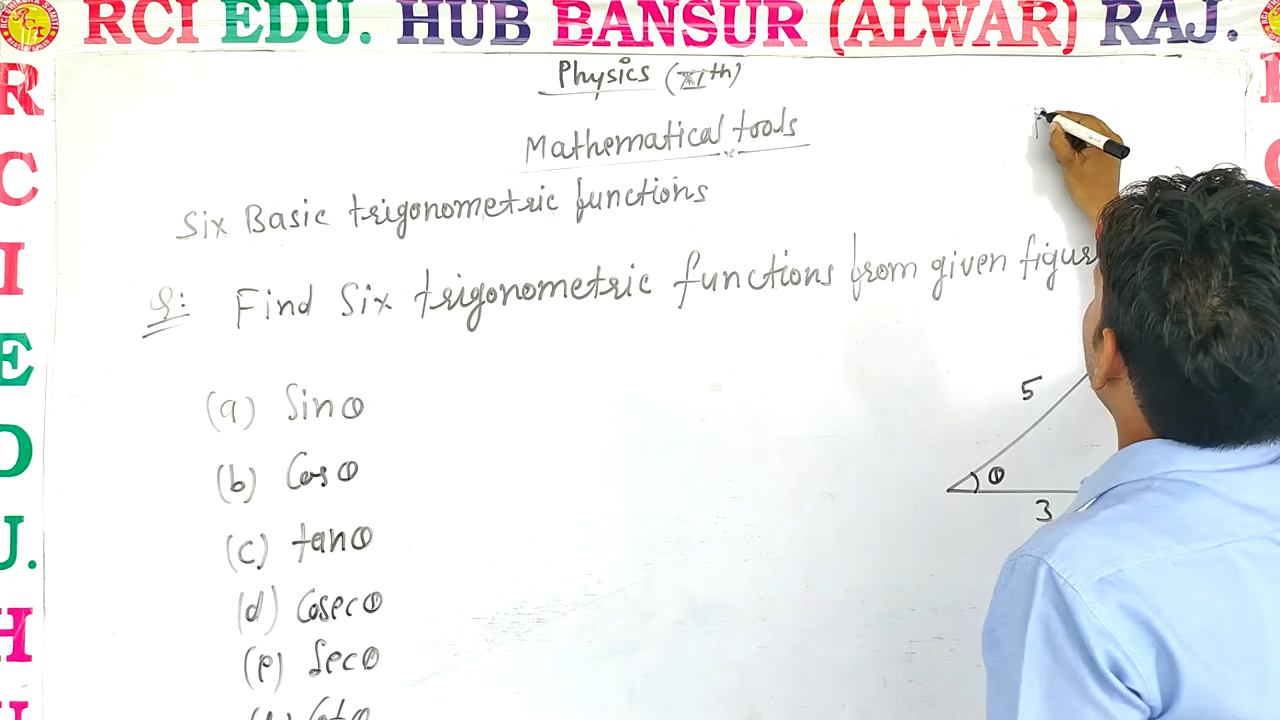 RCI EDU. HUB BANSUR (ALWAR) RAJ.
R
C
I
E
D
U.
H
Physics (XIth)
Mathematical tools
Six Basic trigonometric functions
Q: Find Six trigonometric functions from given figur
5
θ
3
(a) Sinθ
(b) Cosθ
(c) tanθ
(d) Cosecθ
(e) Secθ